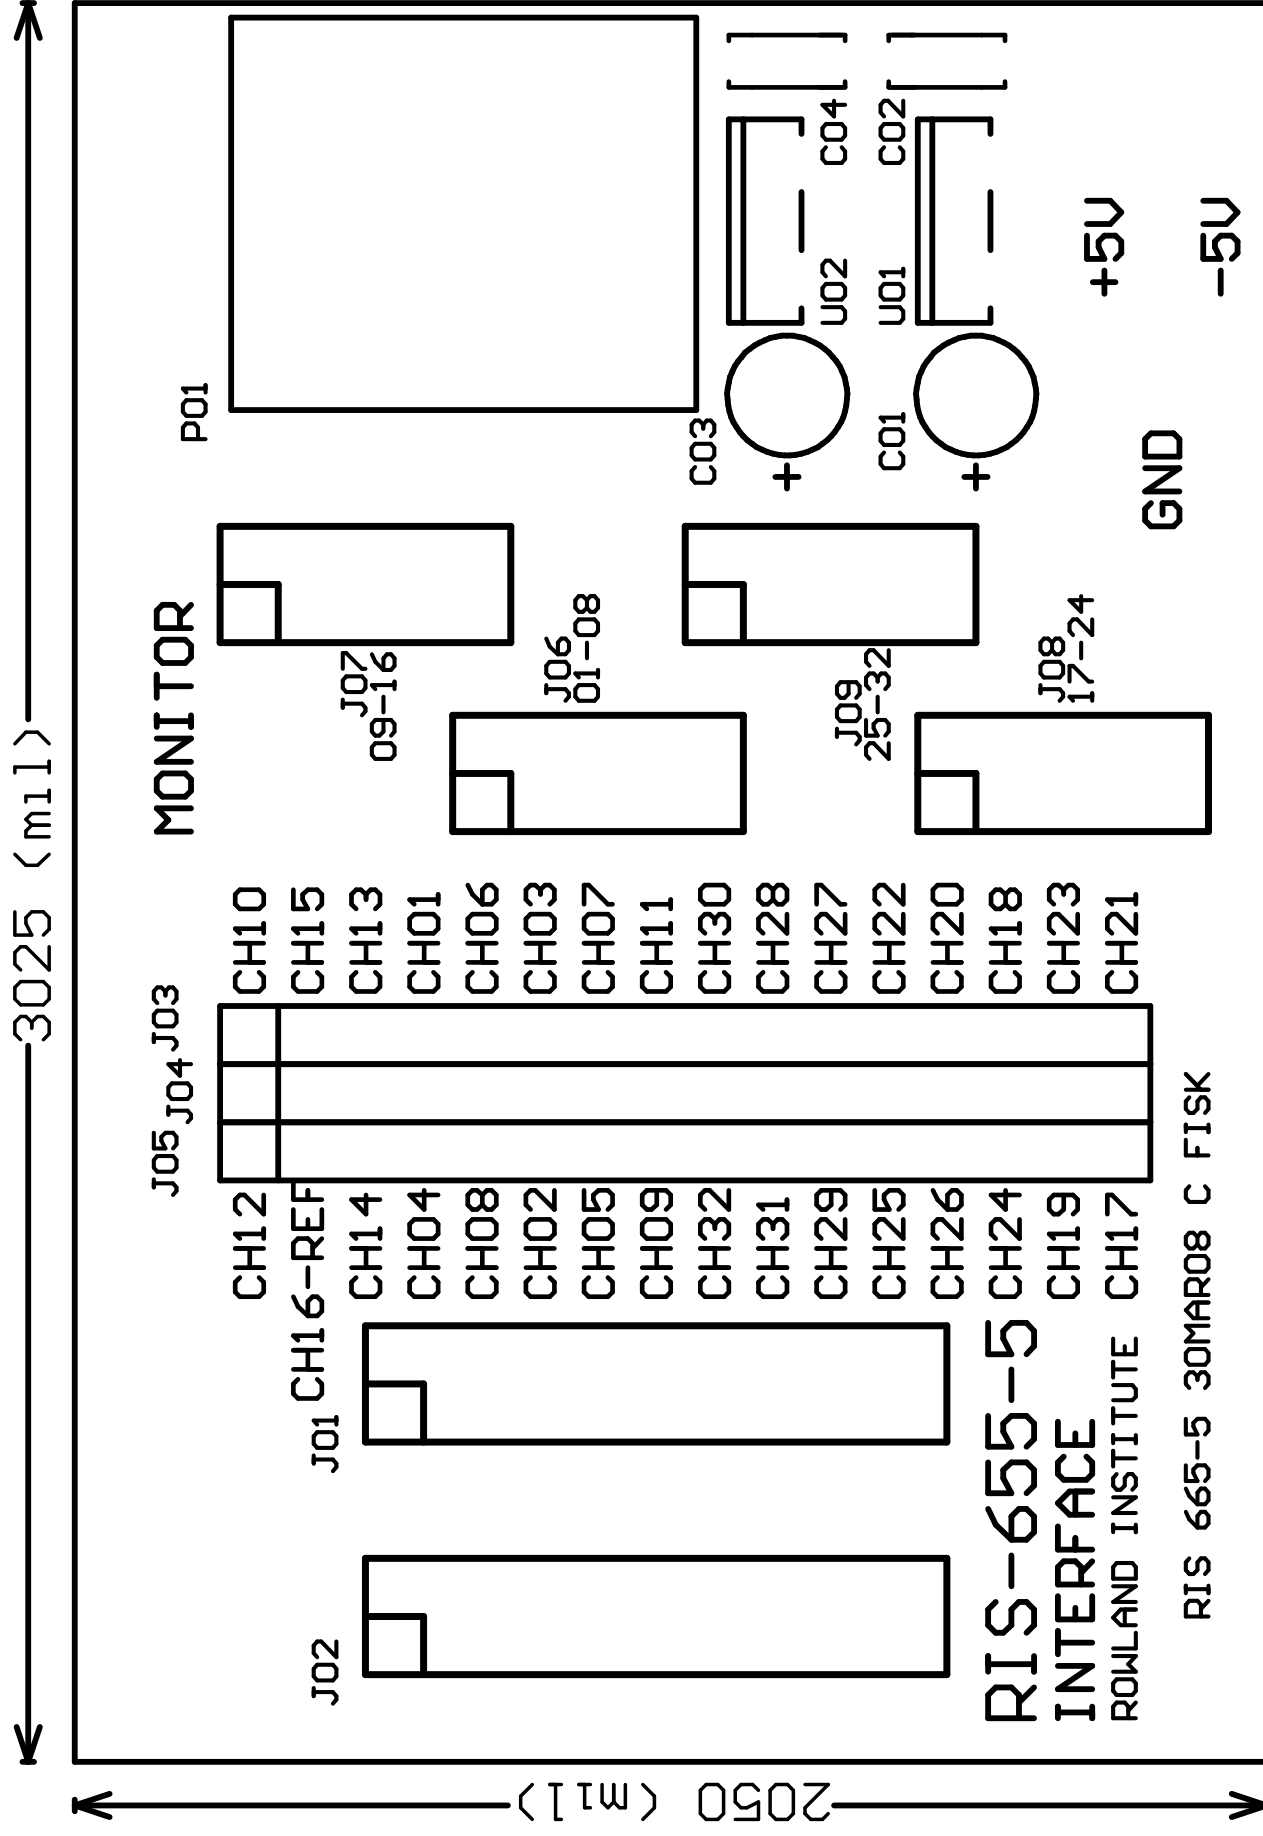 3025 (mil)
2050 (mil)
P01
MONITOR
J07
09-16
J06
01-08
J09
25-32
J08
17-24
C03
+
C01
+
U02
C04
U01
C02
+5V
-5V
GND
J03
J04
J05
CH10
CH15
CH13
CH01
CH06
CH03
CH07
CH11
CH30
CH28
CH27
CH22
CH20
CH18
CH23
CH21
CH12
CH16-REF
CH14
CH04
CH08
CH02
CH05
CH09
CH32
CH31
CH29
CH25
CH26
CH24
CH19
CH17
J01
J02
RIS-655-5
INTERFACE
ROWLAND INSTITUTE
RIS 665-5 30MAR08 C FISK